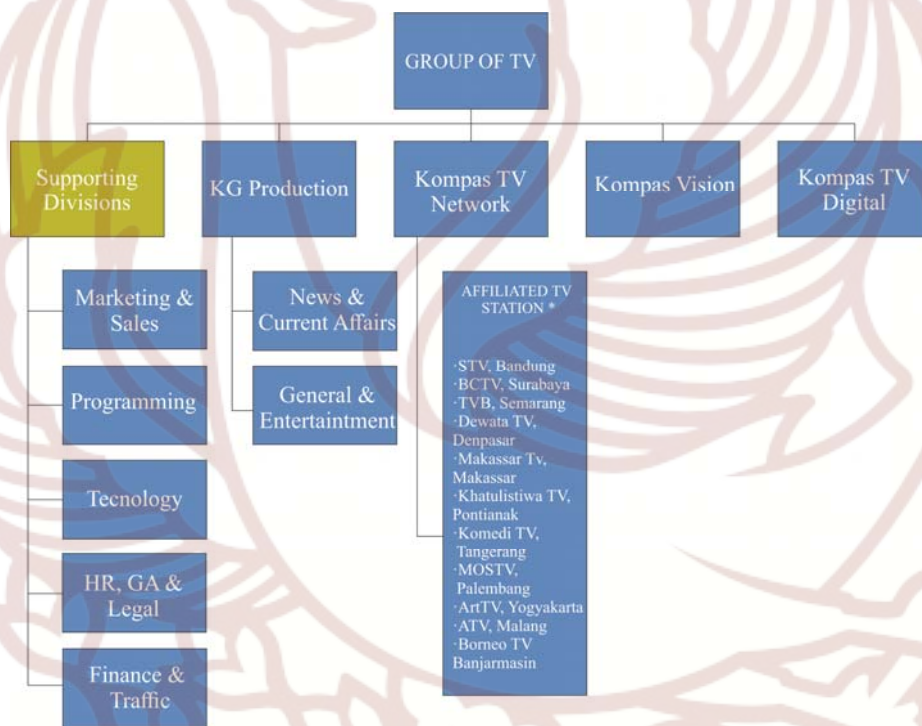 GROUP OF TV
Supporting
Divisions
KG Production
Kompas TV
Network
Kompas Vision
Kompas TV
Digital
Marketing &
Sales
Programming
Tecnology
HR, GA &
Legal
Finance &
Traffic
News &
Current Affairs
General &
Entertaintment
AFFILIATED TV
STATION *
·STV, Bandung
·BCTV, Surabaya
·TVB, Semarang
·Dewata TV,
Denpasar
·Makassar Tv,
Makassar
·Khatulistiwa TV,
Pontianak
·Komedi TV,
Tangerang
·MOSTV,
Palembang
·ArtTV, Yogyakarta
·ATV, Malang
·Borneo TV
Banjarmasin